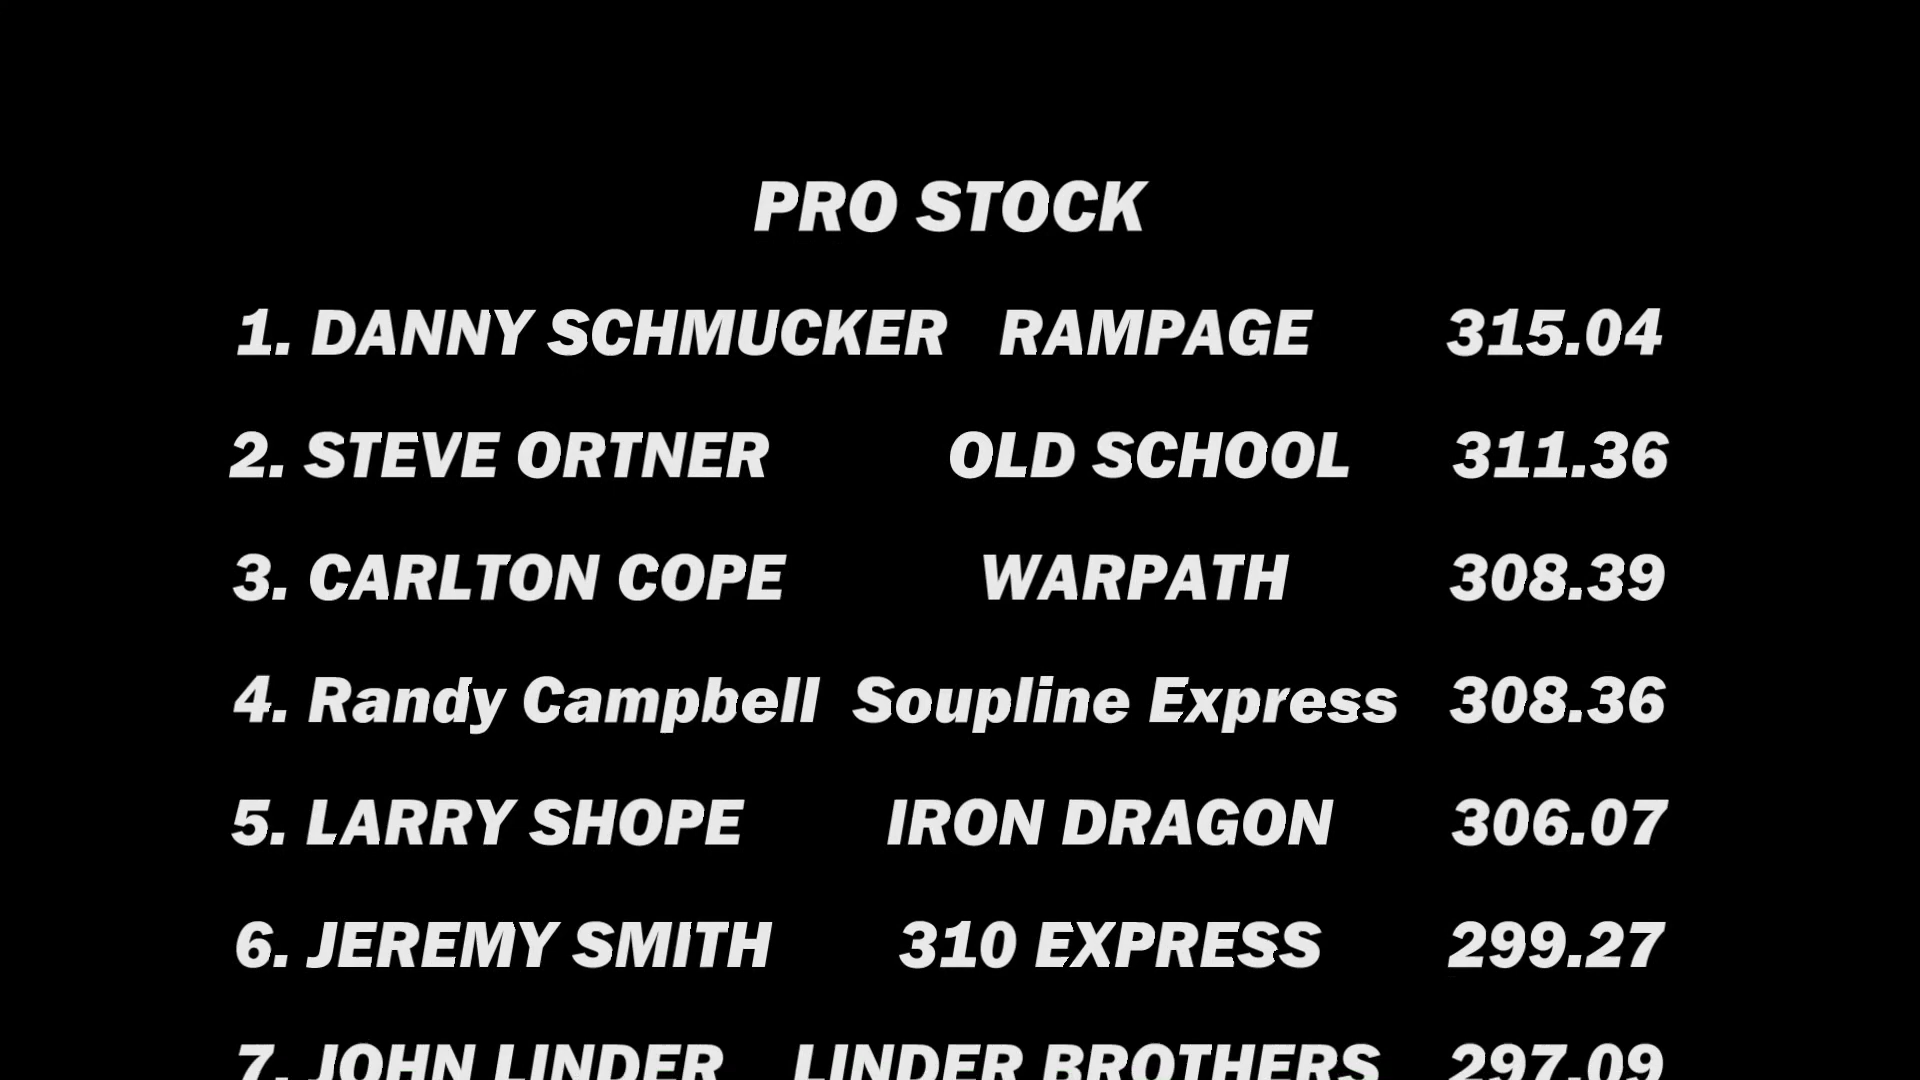 PRO STOCK
1. DANNY SCHMUCKER RAMPAGE 315.04
2. STEVE ORTNER OLD SCHOOL 311.36
3. CARLTON COPE WARPATH 308.39
4. Randy Campbell Soupline Express 308.36
5. LARRY SHOPE IRON DRAGON 306.07
6. JEREMY SMITH 310 EXPRESS 299.27
7. JOHN LINDER LINDER BROTHERS 297.09